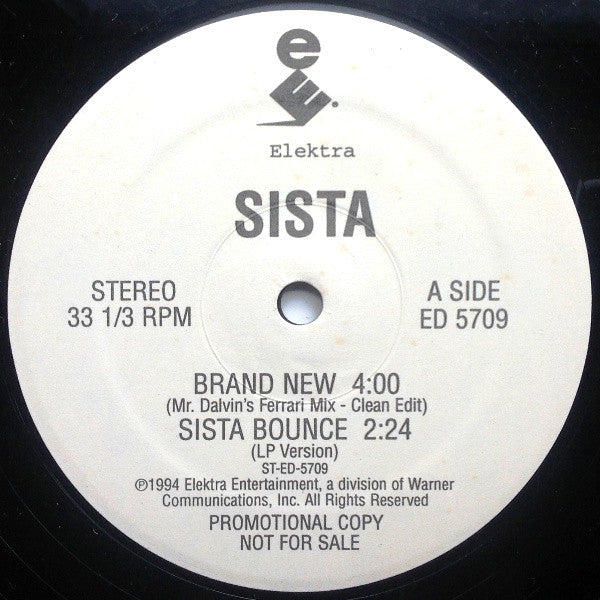 Elektra
SISTA
STEREO
33 1/3 RPM
A SIDE
ED 5709
BRAND NEW 4:00
(Mr. Dalvin's Ferrari Mix - Clean Edit)
SISTA BOUNCE 2:24
(LP Version)
ST-ED-5709
℗1994 Elektra Entertainment, a division of Warner
Communications, Inc. All Rights Reserved
PROMOTIONAL COPY
NOT FOR SALE